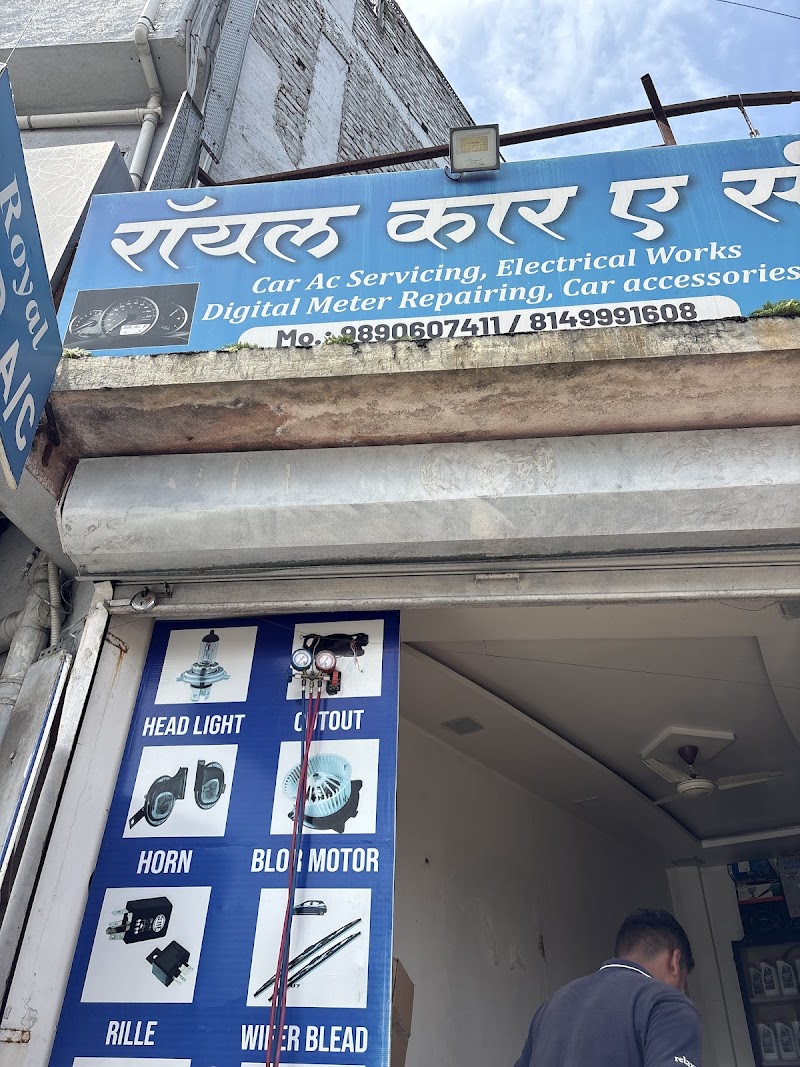 रॉयल कार ए सं
Car Ac Servicing, Electrical Works
Digital Meter Repairing, Car accessories
Mo.: 9890607411 / 8149991608
Royal
A/C
HEAD LIGHT
CUTOUT
HORN
BLOR MOTOR
RILLE
WIPER BLEAD